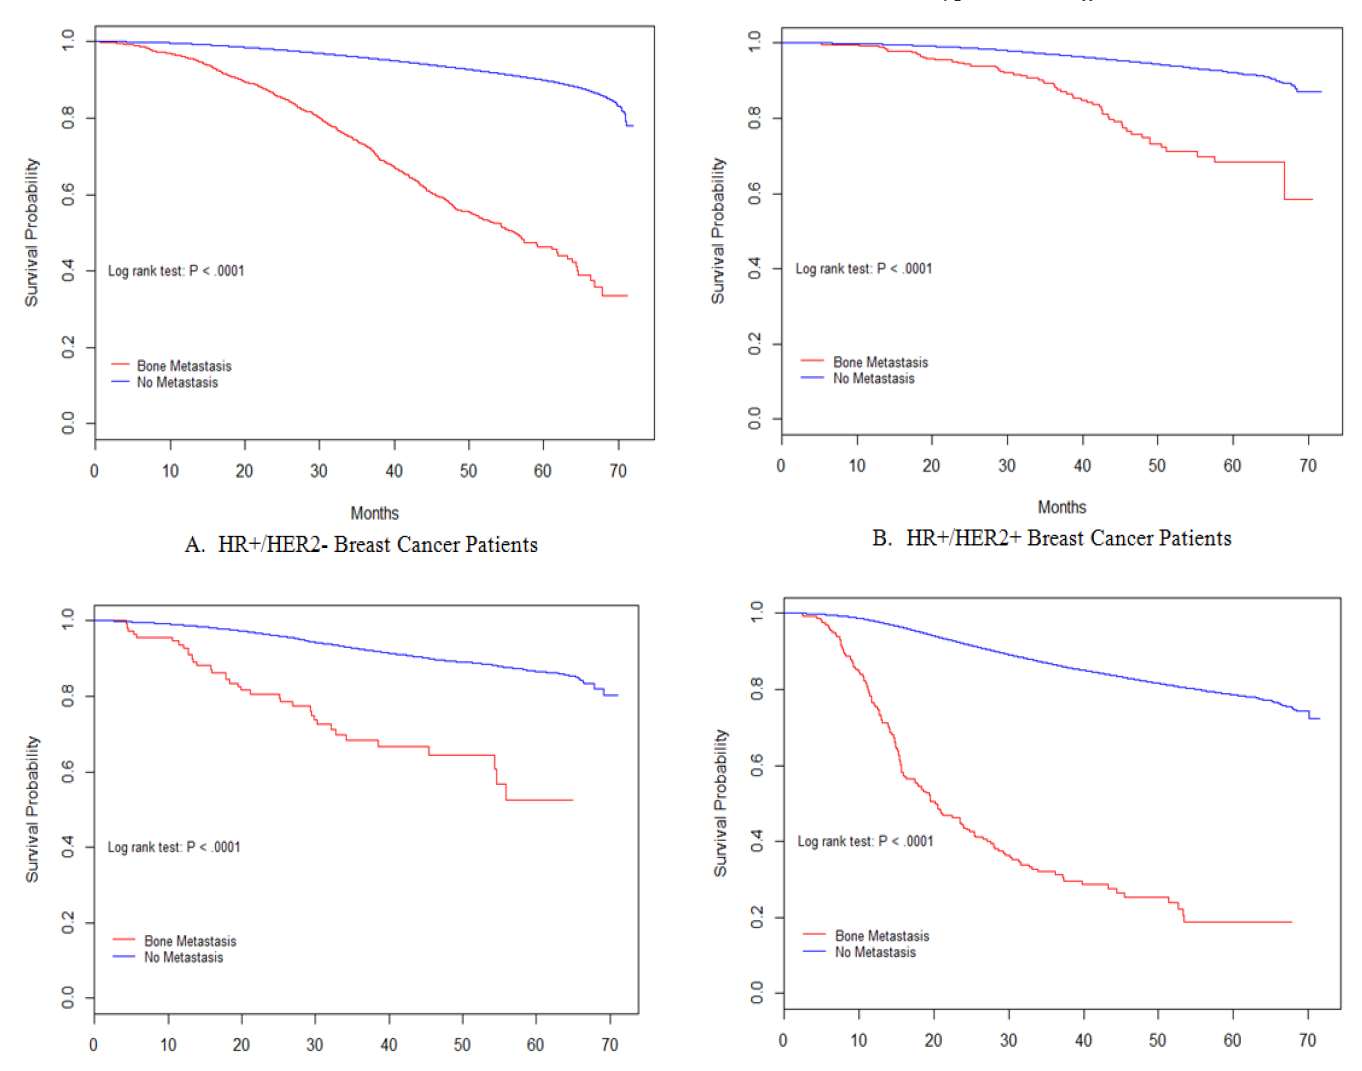 1.0
0.8
0.6
0.4
0.2
0.0
Survival Probability
Log rank test: P < .0001
Bone Metastasis
No Metastasis
0 10 20 30 40 50 60 70
Months
A. HR+/HER2- Breast Cancer Patients
1.0
0.8
0.6
0.4
0.2
0.0
Survival Probability
Log rank test: P < .0001
Bone Metastasis
No Metastasis
0 10 20 30 40 50 60 70
Months
B. HR+/HER2+ Breast Cancer Patients
1.0
0.8
0.6
0.4
0.2
0.0
Survival Probability
Log rank test: P < .0001
Bone Metastasis
No Metastasis
0 10 20 30 40 50 60 70
1.0
0.8
0.6
0.4
0.2
0.0
Survival Probability
Log rank test: P < .0001
Bone Metastasis
No Metastasis
0 10 20 30 40 50 60 70